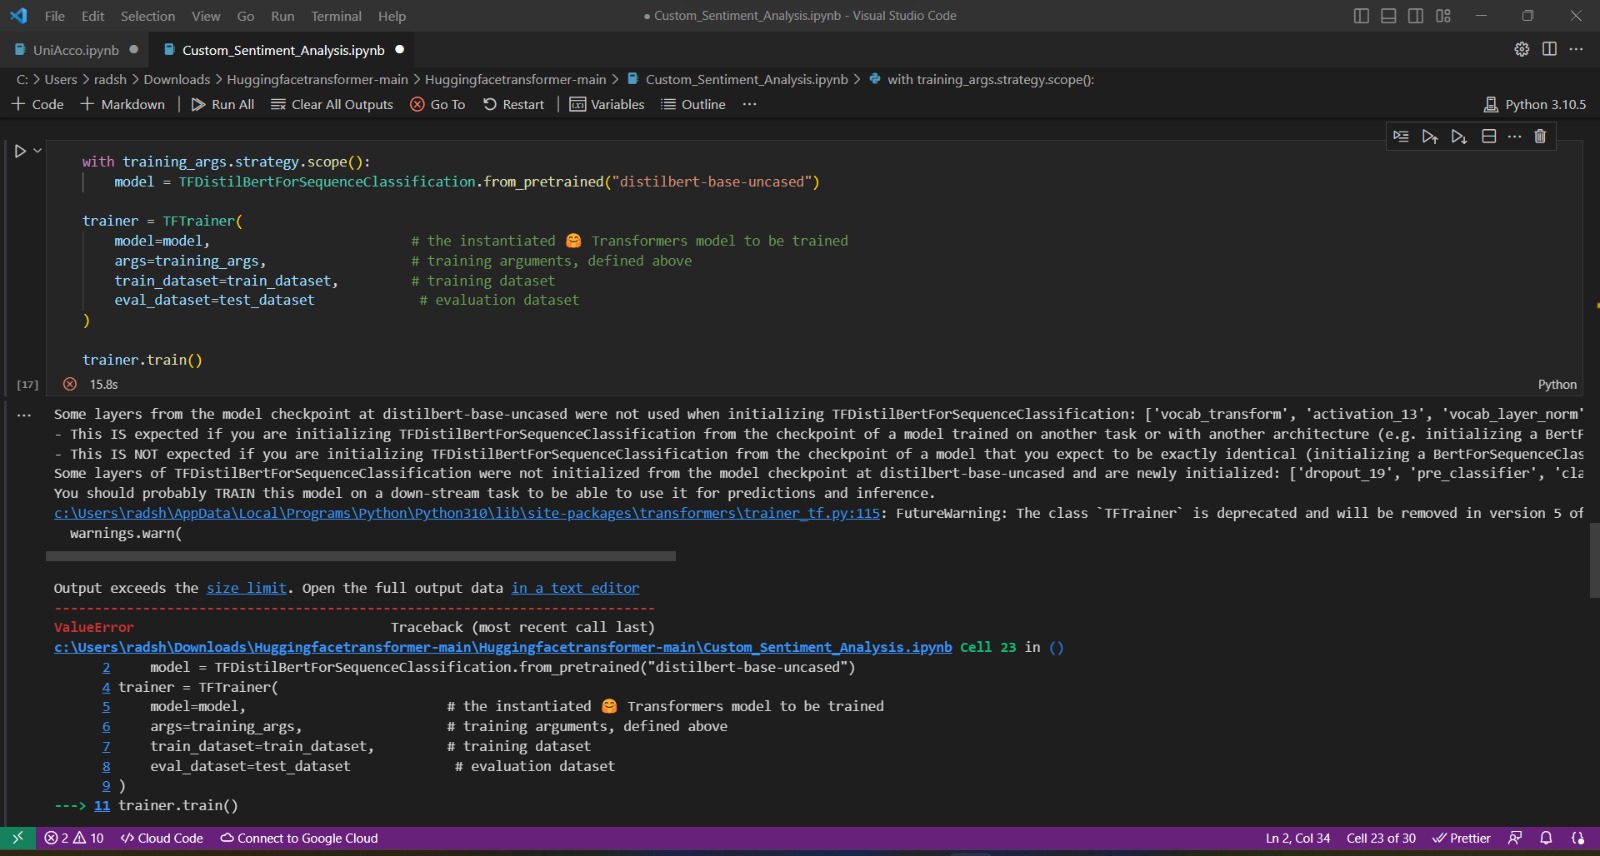 File Edit Selection View Go Run Terminal Help
● Custom_Sentiment_Analysis.ipynb - Visual Studio Code
UniAcco.ipynb ●
Custom_Sentiment_Analysis.ipynb ●
C: > Users > radsh > Downloads > Huggingfacetransformer-main > Huggingfacetransformer-main > Custom_Sentiment_Analysis.ipynb > with training_args.strategy.scope():
+ Code + Markdown | Run All Clear All Outputs Go To Restart | Variables Outline ···
Python 3.10.5
with training_args.strategy.scope():
    model = TFDistilBertForSequenceClassification.from_pretrained("distilbert-base-uncased")
trainer = TFTrainer(
    model=model,                         # the instantiated 🤗 Transformers model to be trained
    args=training_args,                  # training arguments, defined above
    train_dataset=train_dataset,         # training dataset
    eval_dataset=test_dataset             # evaluation dataset
)
trainer.train()
[17]
15.8s
Python
Some layers from the model checkpoint at distilbert-base-uncased were not used when initializing TFDistilBertForSequenceClassification: ['vocab_transform', 'activation_13', 'vocab_layer_norm'
- This IS expected if you are initializing TFDistilBertForSequenceClassification from the checkpoint of a model trained on another task or with another architecture (e.g. initializing a BertF
- This IS NOT expected if you are initializing TFDistilBertForSequenceClassification from the checkpoint of a model that you expect to be exactly identical (initializing a BertForSequenceClas
Some layers of TFDistilBertForSequenceClassification were not initialized from the model checkpoint at distilbert-base-uncased and are newly initialized: ['dropout_19', 'pre_classifier', 'cla
You should probably TRAIN this model on a down-stream task to be able to use it for predictions and inference.
c:\Users\radsh\AppData\Local\Programs\Python\Python310\lib\site-packages\transformers\trainer_tf.py:115: FutureWarning: The class `TFTrainer` is deprecated and will be removed in version 5 of
  warnings.warn(
Output exceeds the size limit. Open the full output data in a text editor
---------------------------------------------------------------------------
ValueError                                Traceback (most recent call last)
c:\Users\radsh\Downloads\Huggingfacetransformer-main\Huggingfacetransformer-main\Custom_Sentiment_Analysis.ipynb Cell 23 in ()
      2     model = TFDistilBertForSequenceClassification.from_pretrained("distilbert-base-uncased")
      4 trainer = TFTrainer(
      5     model=model,                         # the instantiated 🤗 Transformers model to be trained
      6     args=training_args,                  # training arguments, defined above
      7     train_dataset=train_dataset,         # training dataset
      8     eval_dataset=test_dataset             # evaluation dataset
      9 )
---> 11 trainer.train()
2 10 Cloud Code Connect to Google Cloud
Ln 2, Col 34 Cell 23 of 30 Prettier